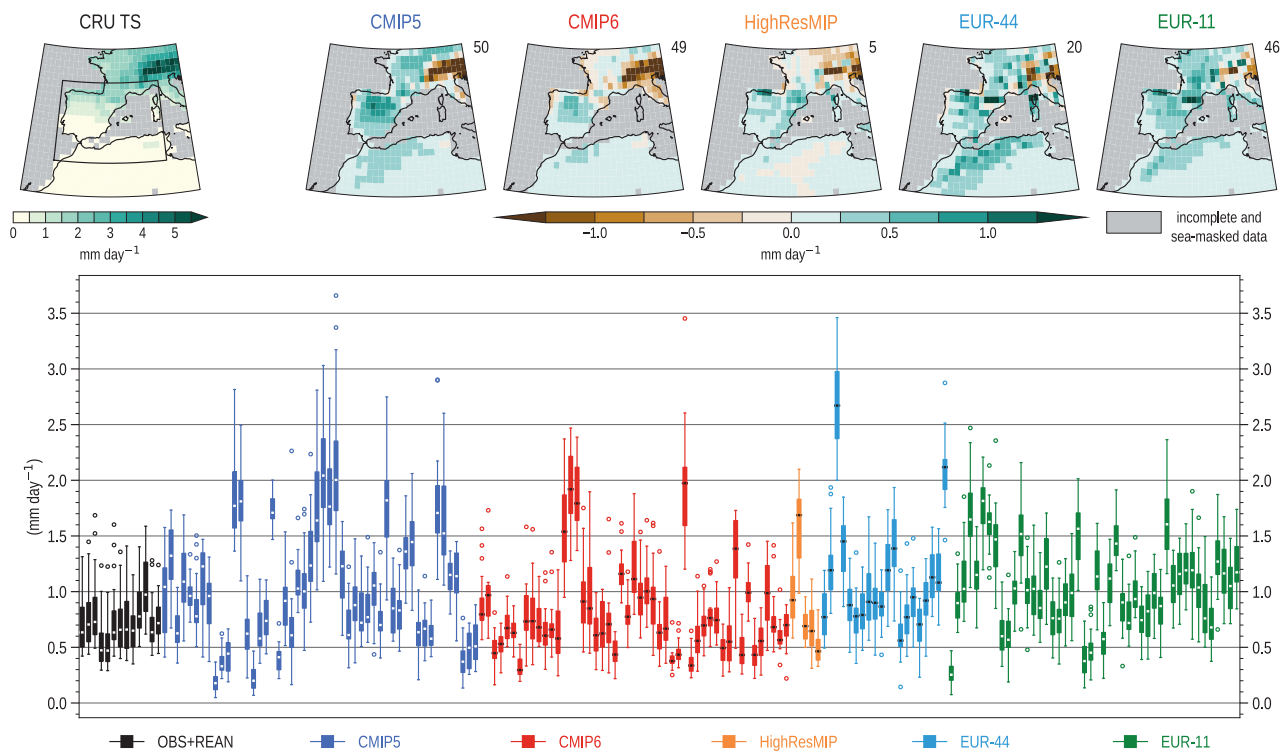 CRU TS CMIP5 CMIP6 HighResMIP EUR-44 EUR-11
50 49 5 20 46
0 1 2 3 4 5
mm day−1
−1.0 −0.5 0.0 0.5 1.0
mm day−1
incomplete and
sea-masked data
3.5 3.5
3.0 3.0
2.5 2.5
2.0 2.0
1.5 1.5
1.0 1.0
0.5 0.5
0.0 0.0
(mm day−1)
OBS+REAN CMIP5 CMIP6 HighResMIP EUR-44 EUR-11